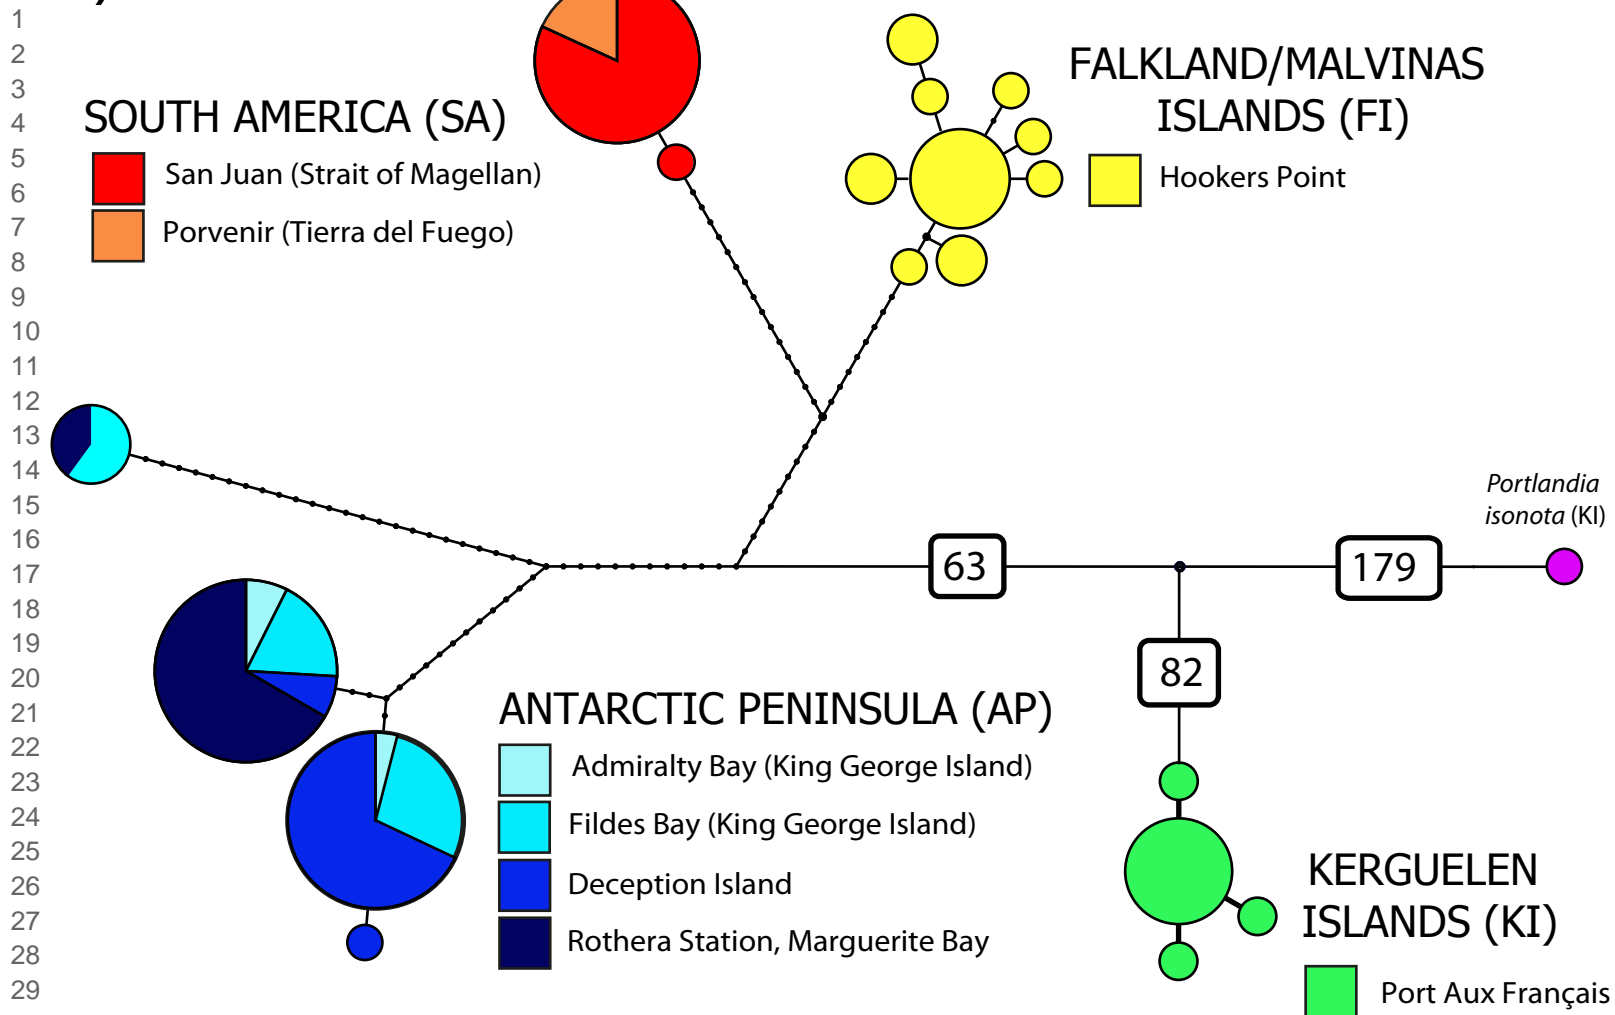 1
2
3
4
5
6
7
8
9
10
11
12
13
14
15
16
17
18
19
20
21
22
23
24
25
26
27
28
29
SOUTH AMERICA (SA)
San Juan (Strait of Magellan)
Porvenir (Tierra del Fuego)
FALKLAND/MALVINAS
ISLANDS (FI)
Hookers Point
Portlandia
isonota (KI)
63
179
82
ANTARCTIC PENINSULA (AP)
Admiralty Bay (King George Island)
Fildes Bay (King George Island)
Deception Island
Rothera Station, Marguerite Bay
KERGUELEN
ISLANDS (KI)
Port Aux Français